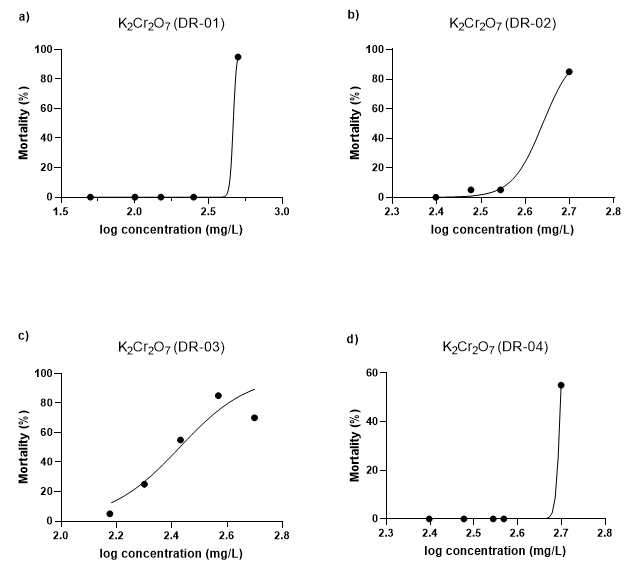 a)
K2Cr2O7 (DR-01)
100
80
60
40
20
0
Mortality (%)
1.5 2.0 2.5 3.0
log concentration (mg/L)
b)
K2Cr2O7 (DR-02)
100
80
60
40
20
0
Mortality (%)
2.3 2.4 2.5 2.6 2.7 2.8
log concentration (mg/L)
c)
K2Cr2O7 (DR-03)
100
80
60
40
20
0
Mortality (%)
2.0 2.2 2.4 2.6 2.8
log concentration (mg/L)
d)
K2Cr2O7 (DR-04)
60
40
20
0
Mortality (%)
2.3 2.4 2.5 2.6 2.7 2.8
log concentration (mg/L)